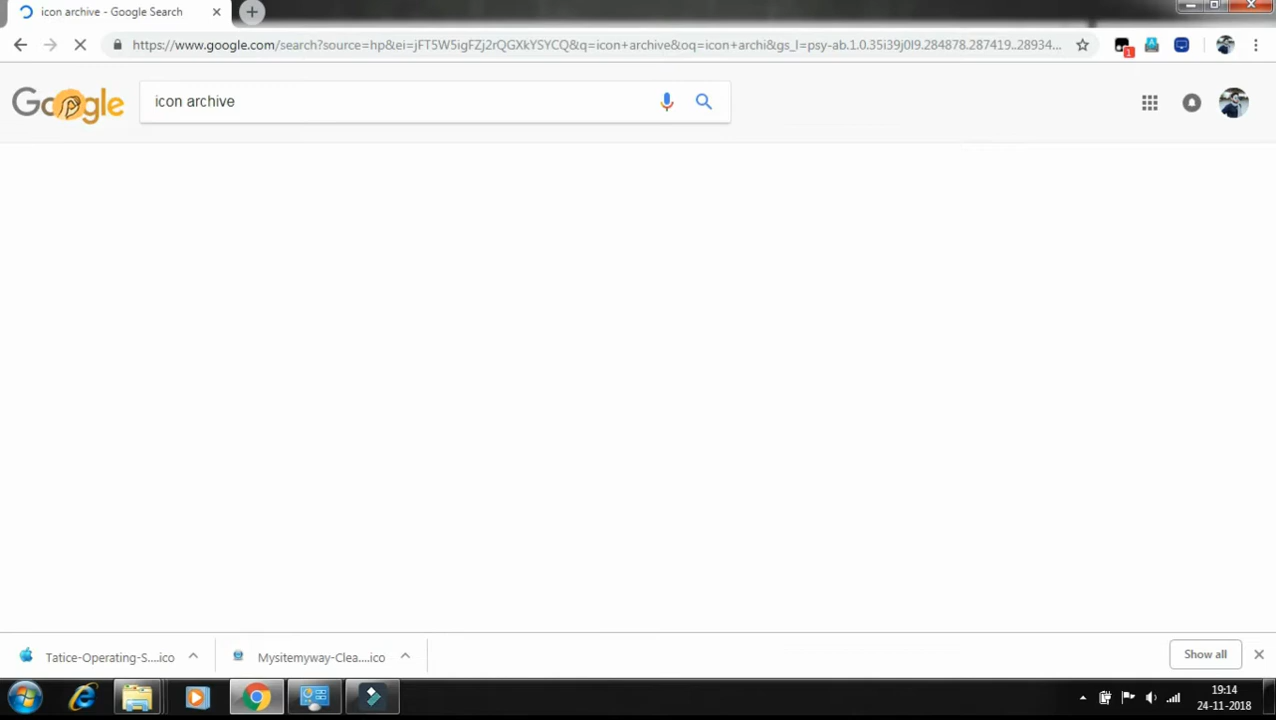 icon archive - Google Search
https://www.google.com/search?source=hp&ei=jFT5W5igFZj2rQGXkYSYCQ&q=icon+archive&oq=icon+archi&gs_l=psy-ab.1.0.35i39j0l9.284878.287419..28934...
1
Google
icon archive
Tatice-Operating-S....ico
Mysitemyway-Clea....ico
Show all
19:14
24-11-2018